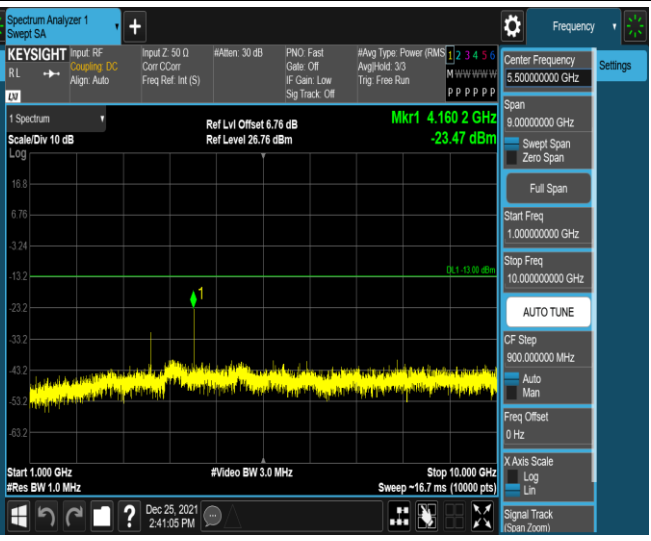 Spectrum Analyzer 1
Swept SA
+
Frequency
KEYSIGHT
Input: RF
Coupling: DC
Align: Auto
Input Z: 50 Ω
Corr CCorr
Freq Ref: Int (S)
#Atten: 30 dB
PNO: Fast
Gate: Off
IF Gain: Low
Sig Track: Off
#Avg Type: Power (RMS
Avg|Hold: 3/3
Trig: Free Run
1 2 3 4 5 6
M W W W W W
P P P P P P
RL
LXI
1 Spectrum
Scale/Div 10 dB
Log
Ref Lvl Offset 6.76 dB
Ref Level 26.76 dBm
Mkr1 4.160 2 GHz
-23.47 dBm
16.8
6.76
-3.24
-13.2
-23.2
-33.2
-43.2
-53.2
-63.2
DL1 -13.00 dBm
1
Start 1.000 GHz
#Res BW 1.0 MHz
#Video BW 3.0 MHz
Stop 10.000 GHz
Sweep ~16.7 ms (10000 pts)
?
Dec 25, 2021
2:41:05 PM
Center Frequency
5.500000000 GHz
Span
9.00000000 GHz
Swept Span
Zero Span
Full Span
Start Freq
1.000000000 GHz
Stop Freq
10.000000000 GHz
AUTO TUNE
CF Step
900.000000 MHz
Auto
Man
Freq Offset
0 Hz
X Axis Scale
Log
Lin
Signal Track
(Span Zoom)
Settings